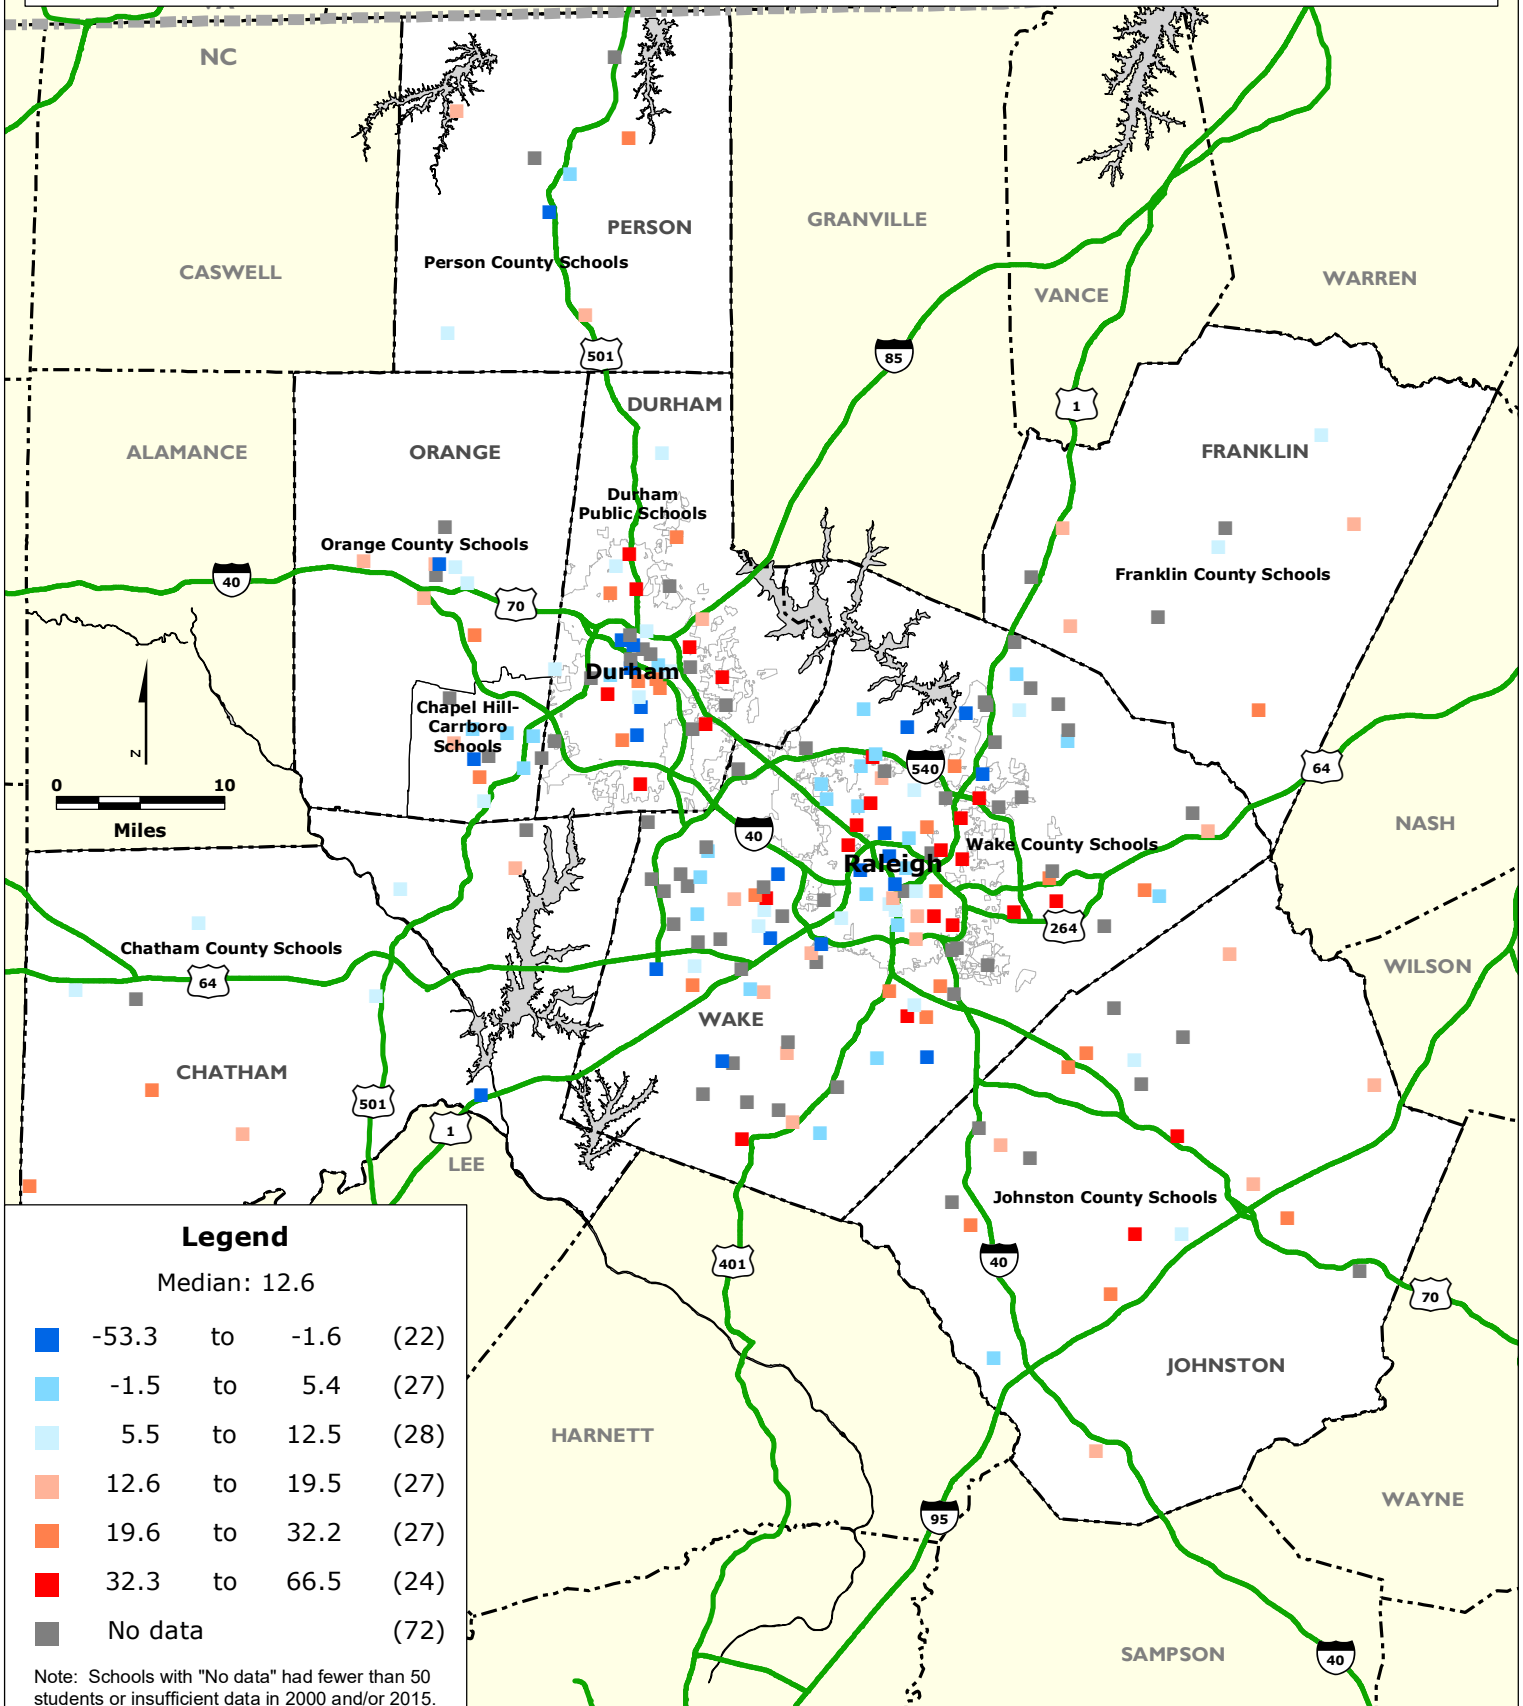 NC
PERSON
GRANVILLE
Person County Schools
CASWELL
WARREN
VANCE
501
85
1
DURHAM
ALAMANCE
ORANGE
FRANKLIN
Durham
Public Schools
Orange County Schools
Franklin County Schools
40
70
Durham
Chapel Hill-
Carrboro
Schools
N
540
64
0
10
Miles
40
NASH
Wake County Schools
Raleigh
264
Chatham County Schools
64
WILSON
WAKE
CHATHAM
501
1
LEE
Johnston County Schools
401
40
70
JOHNSTON
HARNETT
WAYNE
95
SAMPSON
40
Legend
Median: 12.6
-53.3 to -1.6 (22)
-1.5 to 5.4 (27)
5.5 to 12.5 (28)
12.6 to 19.5 (27)
19.6 to 32.2 (27)
32.3 to 66.5 (24)
No data (72)
Note: Schools with "No data" had fewer than 50
students or insufficient data in 2000 and/or 2015.